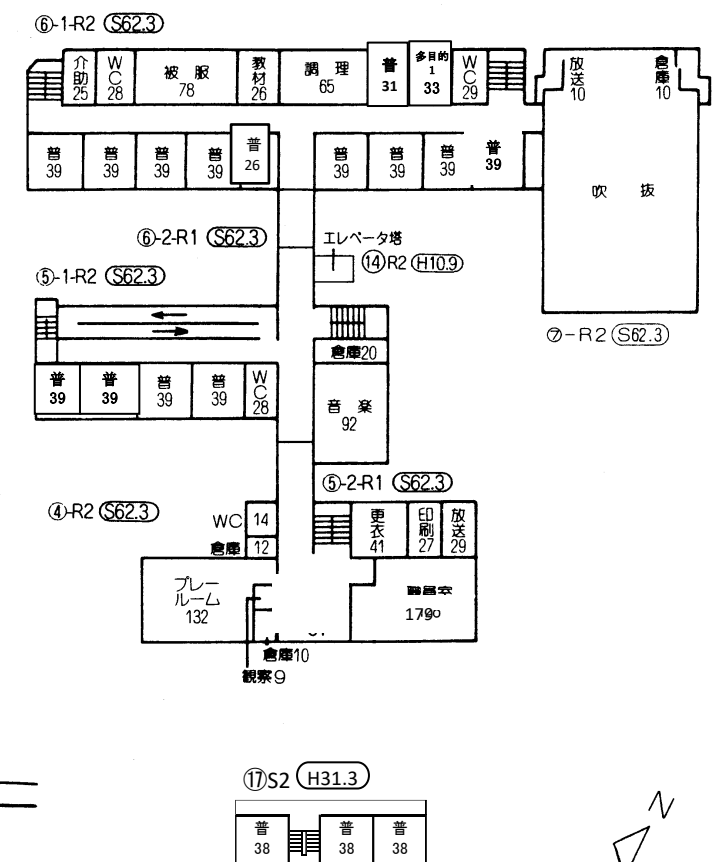 ⑥-1-R2 S62.3
介助 25
WC 28
被服 78
教材 26
調理 65
普 31
多目的1 33
WC 29
放送 10
倉庫 10
普 39
普 39
普 39
普 39
普 26
普 39
普 39
普 39
普 39
吹抜
⑥-2-R1 S62.3
エレベータ塔
⑭R2 H10.9
⑤-1-R2 S62.3
⑦-R2 S62.3
倉庫20
普 39
普 39
普 39
普 39
WC 28
音楽 92
⑤-2-R1 S62.3
④-R2 S62.3
WC 14
倉庫 12
更衣 41
印刷 27
放送 29
プレールーム 132
職員室
倉庫10
観察9
⑰S2 H31.3
普 38
普 38
普 38
N